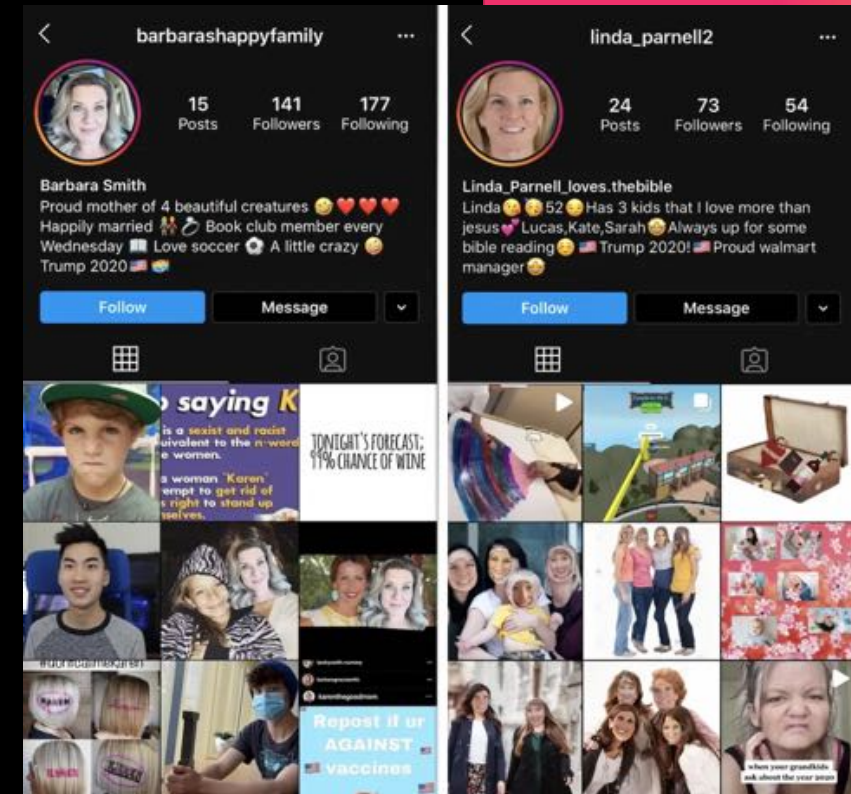 barbarashappyfamily
15
141
177
Posts
Followers
Following
Barbara Smith
Proud mother of 4 beautiful creatures 🤣❤️❤️❤️
Happily married 👫💍 Book club member every
Wednesday 📖 Love soccer ⚽ A little crazy 🤪
Trump 2020🇺🇸
Follow
Message
saying K
is a sexist and racist
uivalent to the n-word
e women.
a woman "Karen"
empt to get rid of
s right to stand up
selves.
TONIGHT'S FORECAST;
99% CHANCE OF WINE
karenthegoodmom
#dontcallmekaren
KAREN
Repost if ur
AGAINST
vaccines
linda_parnell2
24
73
54
Posts
Followers
Following
Linda_Parnell_loves.thebible
Linda😘🥰52😏Has 3 kids that I love more than
jesus💕Lucas,Kate,Sarah🤩Always up for some
bible reading☺️🇺🇸Trump 2020!🇺🇸Proud walmart
manager🤩
Follow
Message
when your grandkids
ask about the year 2020